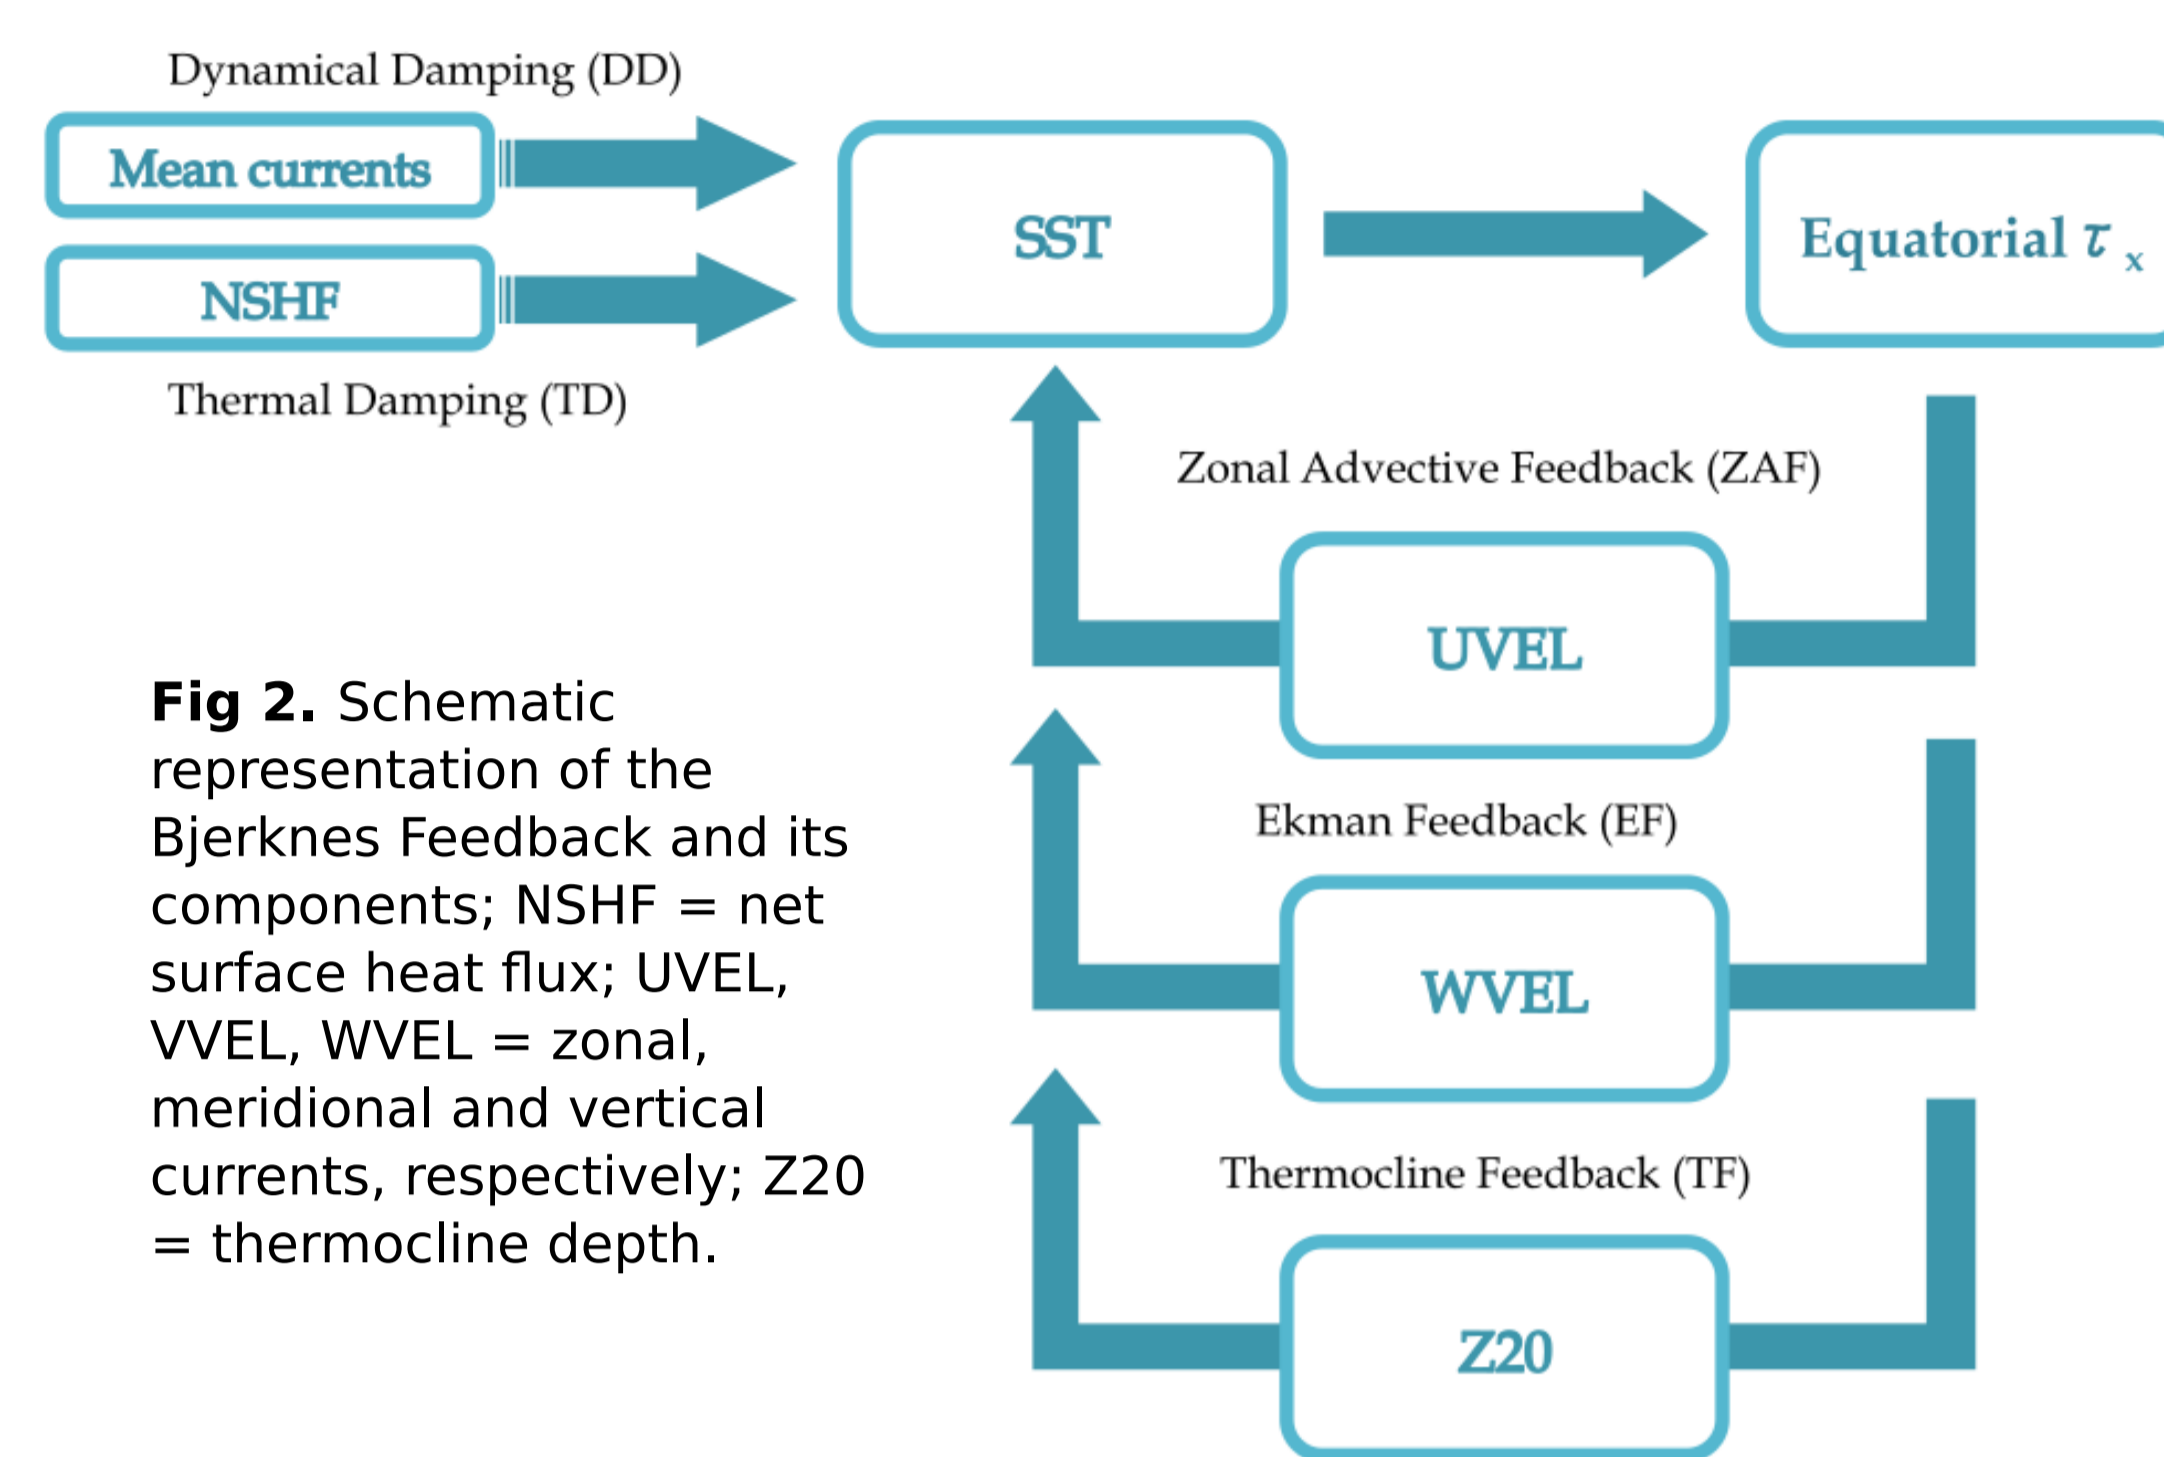 Dynamical Damping (DD)
Mean currents
NSHF
Thermal Damping (TD)
SST
Equatorial τ x
Zonal Advective Feedback (ZAF)
UVEL
Ekman Feedback (EF)
WVEL
Thermocline Feedback (TF)
Z20
Fig 2. Schematic
representation of the
Bjerknes Feedback and its
components; NSHF = net
surface heat flux; UVEL,
VVEL, WVEL = zonal,
meridional and vertical
currents, respectively; Z20
= thermocline depth.